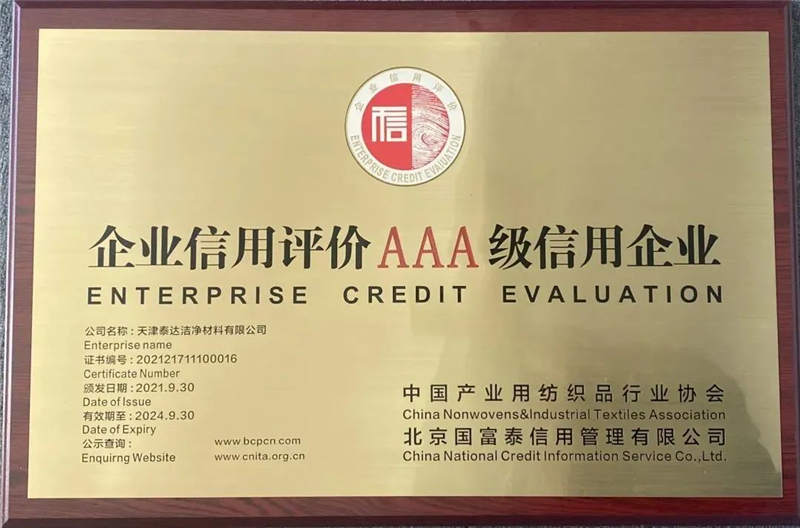 企业信用评价
信
ENTERPRISE CREDIT EVAIUATION
企业信用评价AAA级信用企业
ENTERPRISE CREDIT EVALUATION
公司名称:天津泰达洁净材料有限公司
Enterprise name
证书编号:202121711100016
Certificate Number
颁发日期:2021.9.30
Date of Issue
有效期至:2024.9.30
Date of Expiry
公示查询: www.bcpcn.com
Enquirng Website www.cnita.org.cn
中国产业用纺织品行业协会
China Nonwovens&Industrial Textiles Association
北京国富泰信用管理有限公司
China National Credit Information Service Co.,Ltd.